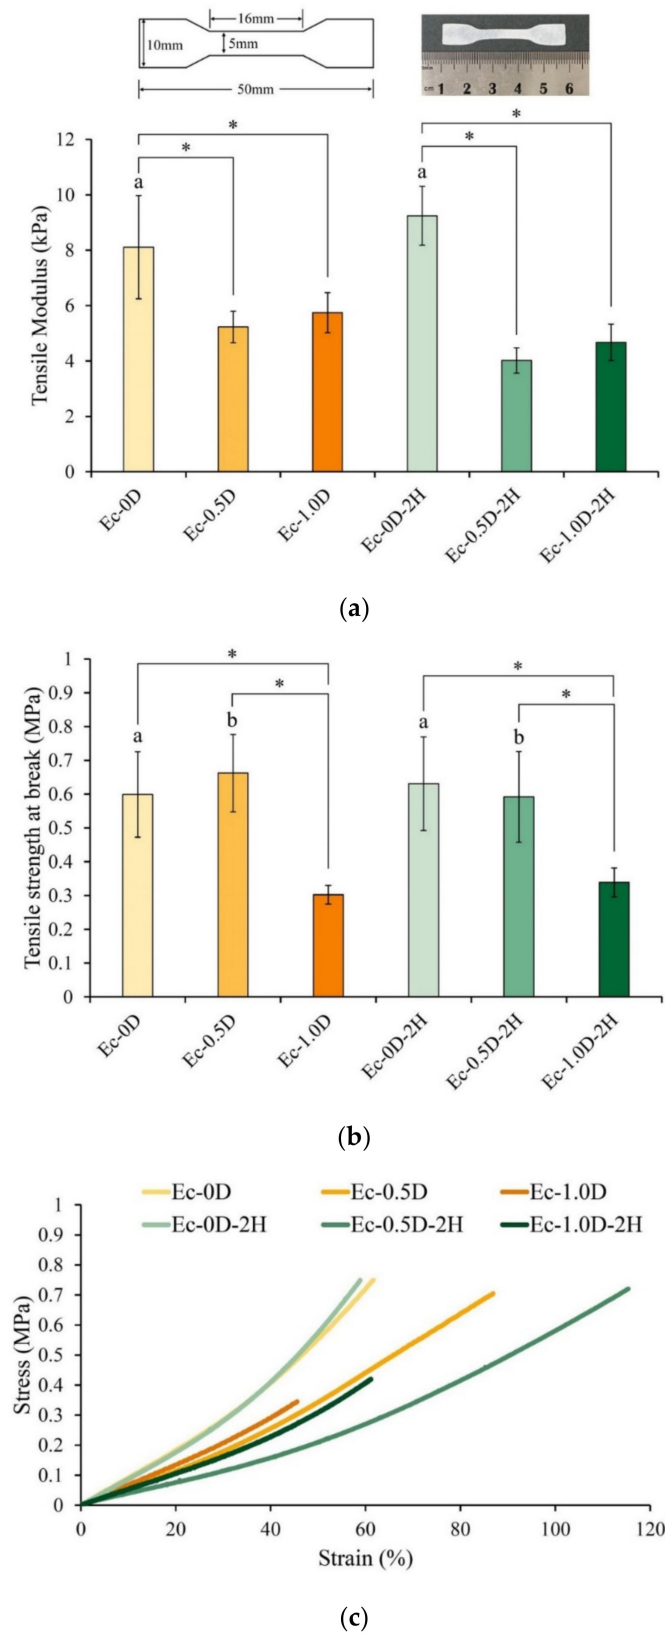 16mm
10mm
5mm
50mm
cm 1 2 3 4 5 6
Tensile Modulus (kPa)
12
10
8
6
4
2
0
*
*
*
*
a
a
Ec-0D
Ec-0.5D
Ec-1.0D
Ec-0D-2H
Ec-0.5D-2H
Ec-1.0D-2H
(a)
Tensile strength at break (MPa)
1
0.9
0.8
0.7
0.6
0.5
0.4
0.3
0.2
0.1
0
*
*
*
*
a
b
a
b
Ec-0D
Ec-0.5D
Ec-1.0D
Ec-0D-2H
Ec-0.5D-2H
Ec-1.0D-2H
(b)
Ec-0D Ec-0.5D Ec-1.0D
Ec-0D-2H Ec-0.5D-2H Ec-1.0D-2H
Stress (MPa)
1
0.9
0.8
0.7
0.6
0.5
0.4
0.3
0.2
0.1
0
0 20 40 60 80 100 120
Strain (%)
(c)